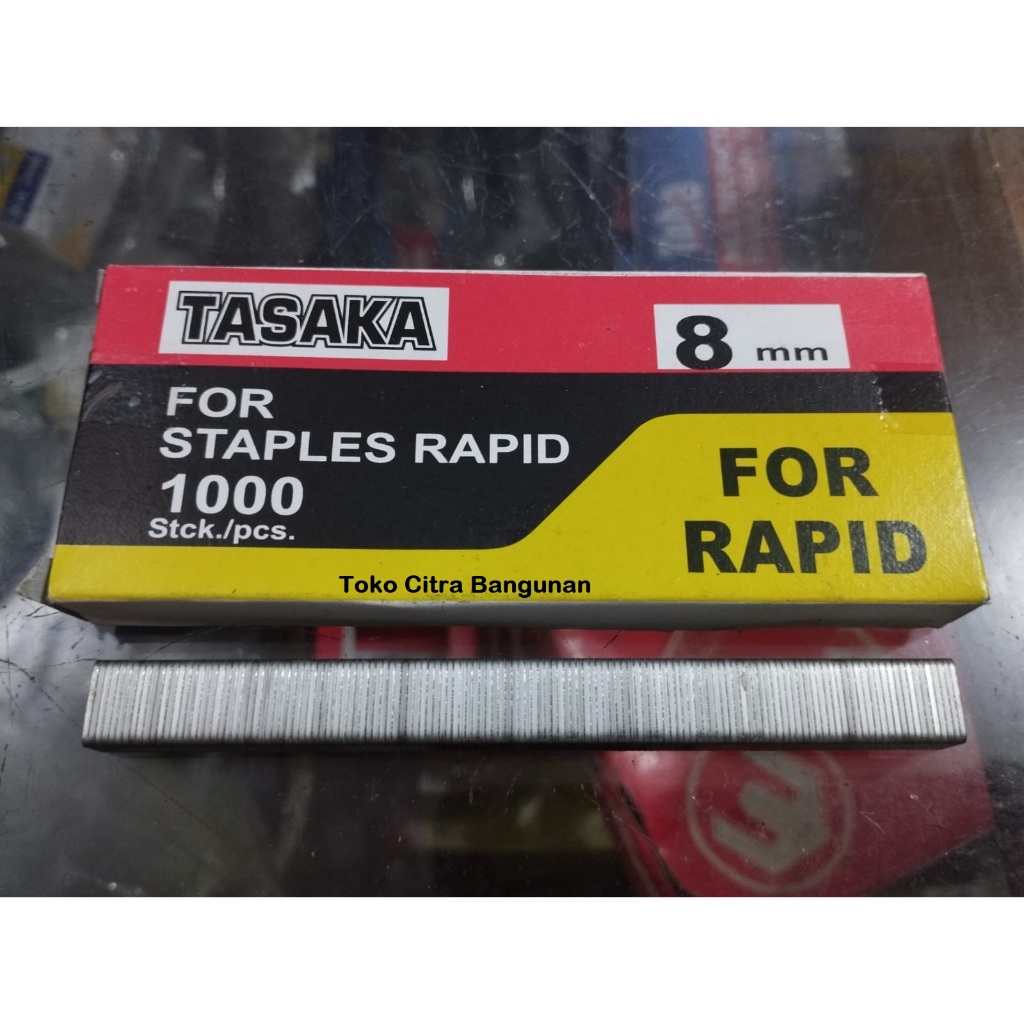 TASAKA
8 mm
FOR
STAPLES RAPID
1000
Stck./pcs.
FOR
RAPID
Toko Citra Bangunan